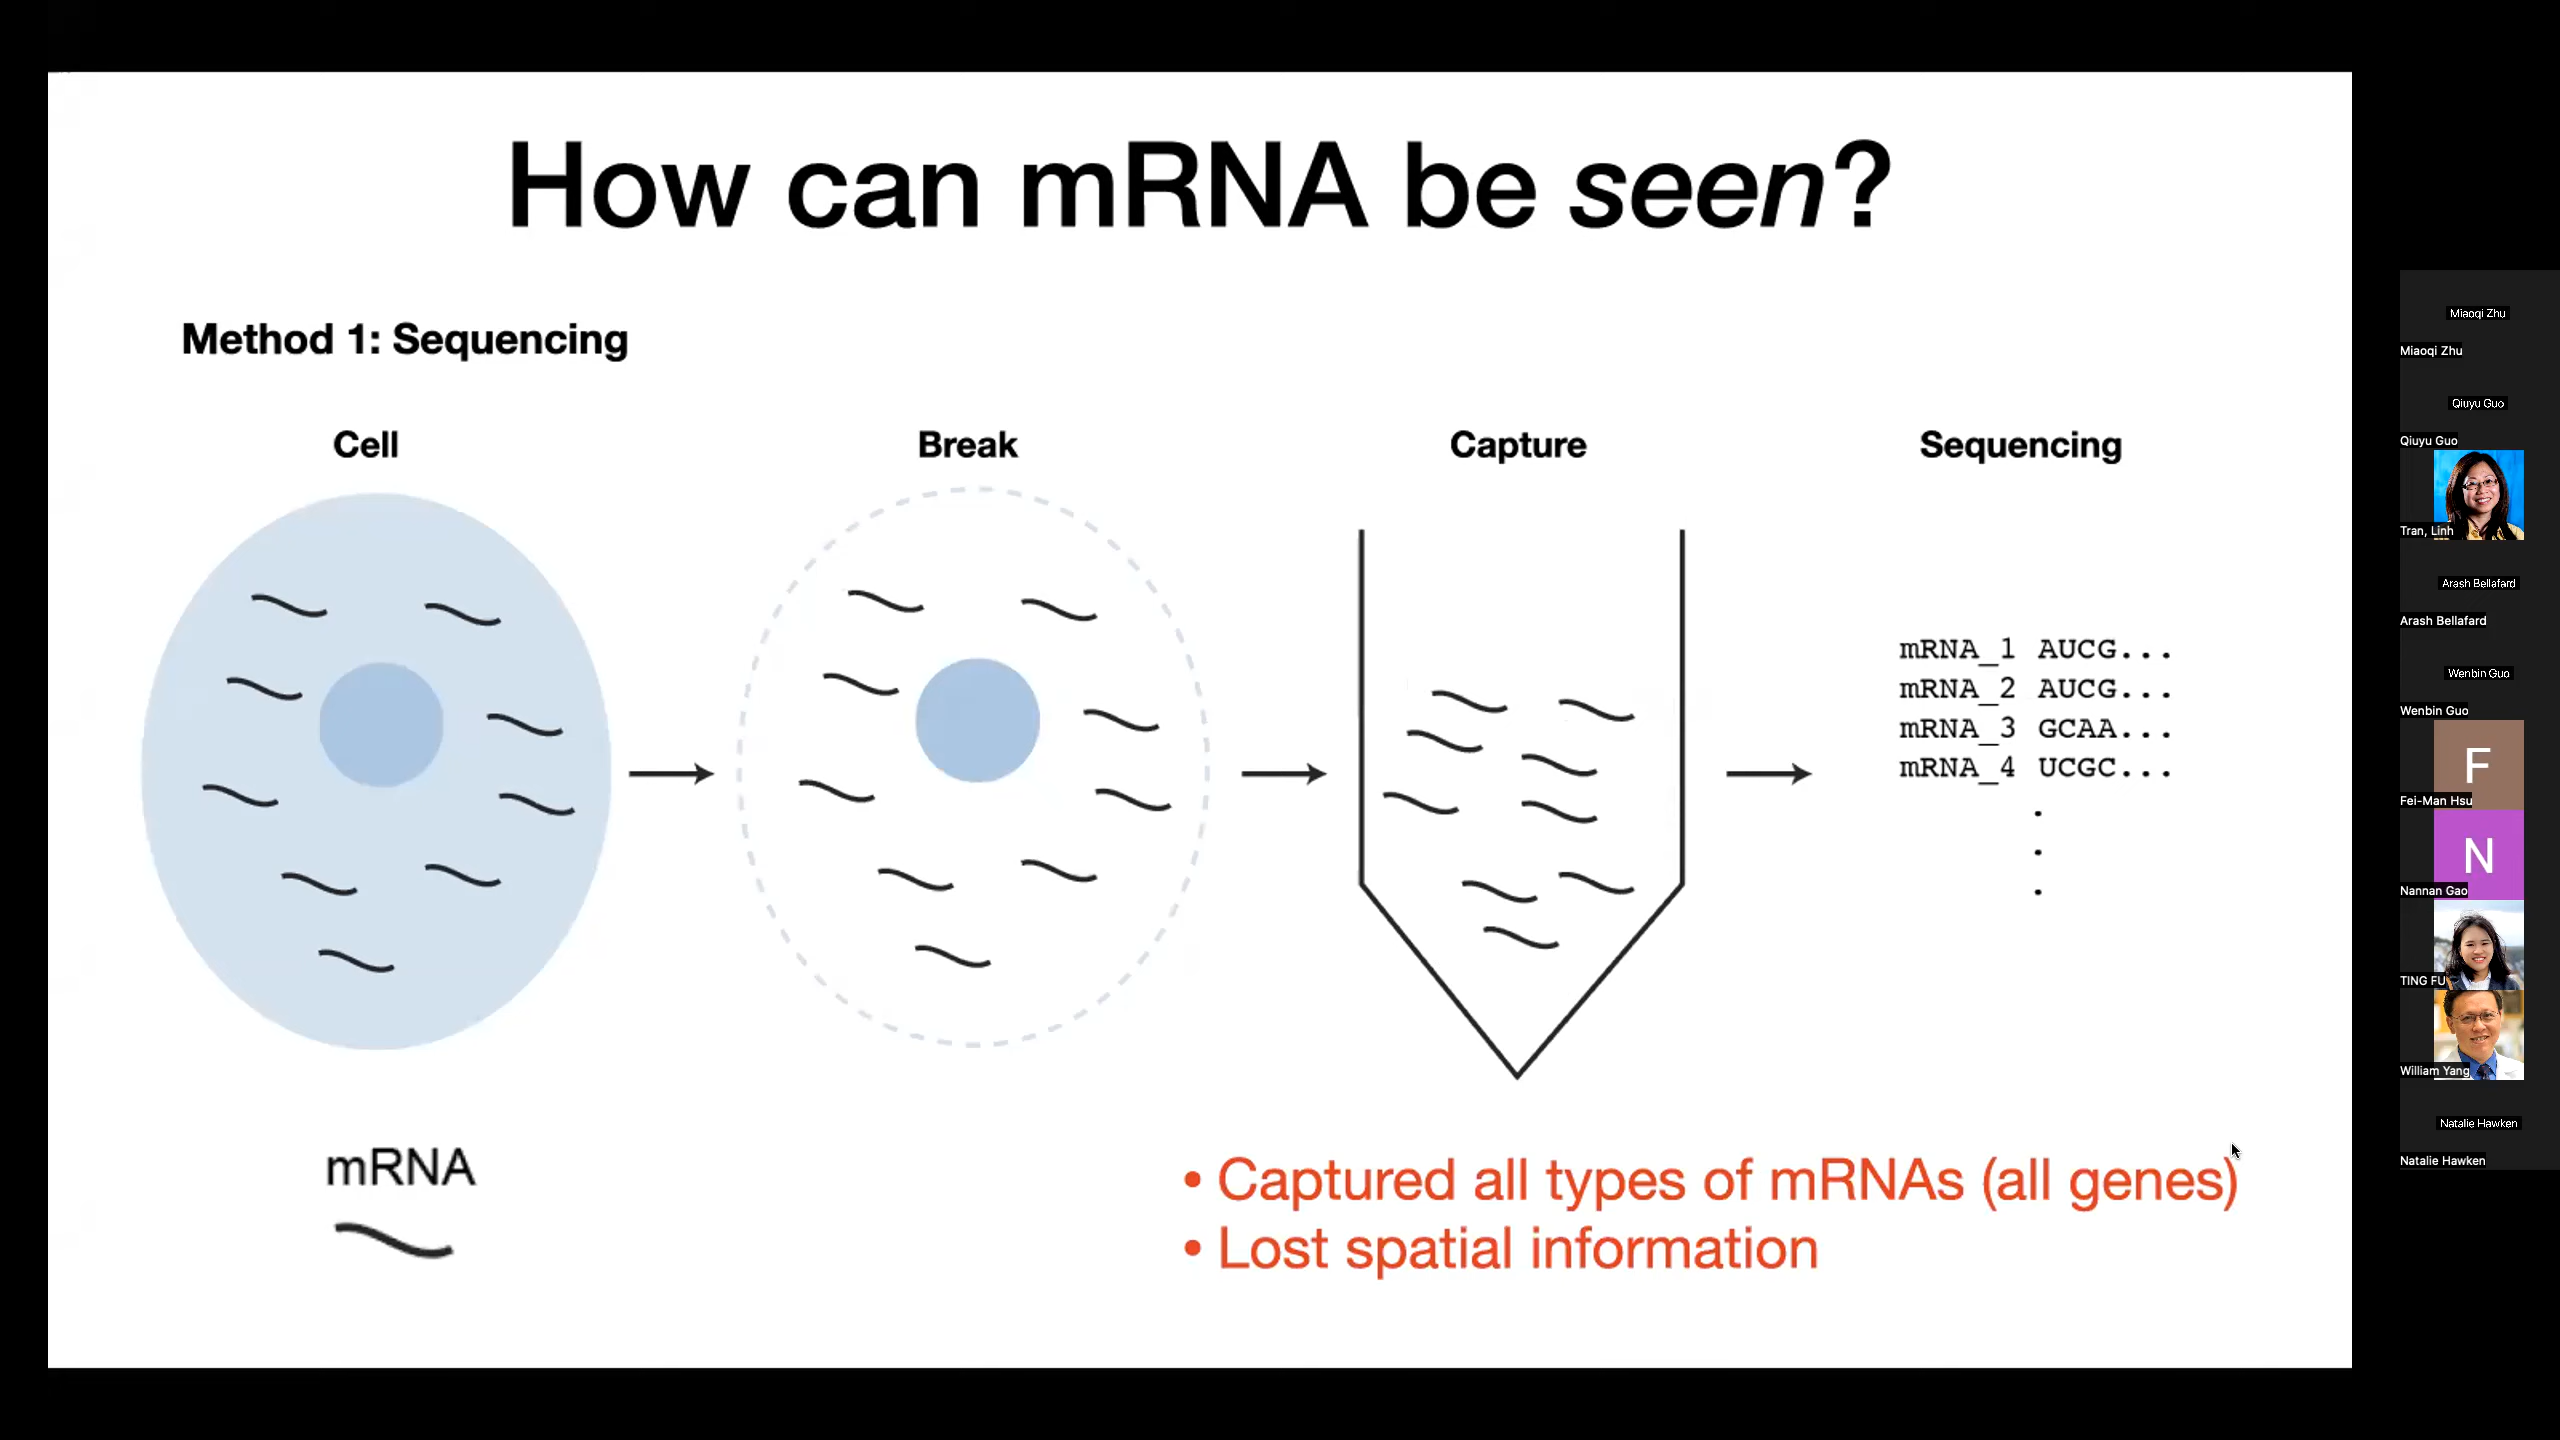 How can mRNA be seen?
Method 1: Sequencing
Cell
Break
Capture
Sequencing
mRNA_1 AUCG...
mRNA_2 AUCG...
mRNA_3 GCAA...
mRNA_4 UCGC...
.
.
.
mRNA
• Captured all types of mRNAs (all genes)
• Lost spatial information
Miaoqi Zhu
Miaoqi Zhu
Qiuyu Guo
Qiuyu Guo
Tran, Linh
Arash Bellafard
Arash Bellafard
Wenbin Guo
Wenbin Guo
F
Fei-Man Hsu
N
Nannan Gao
TING FU
William Yang
Natalie Hawken
Natalie Hawken